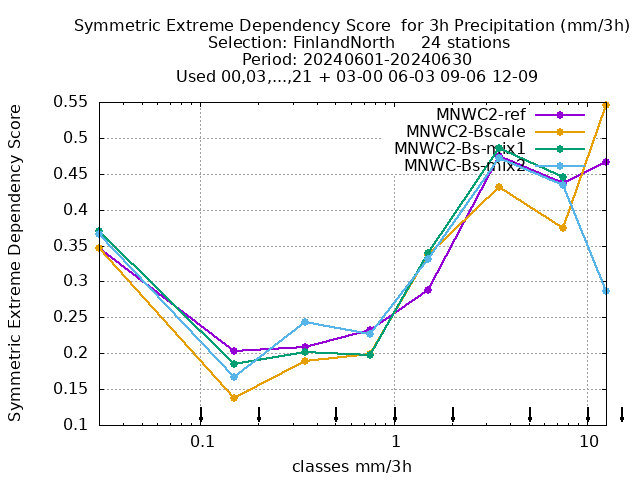 Symmetric Extreme Dependency Score  for 3h Precipitation (mm/3h)
Selection: FinlandNorth     24 stations
Period: 20240601-20240630
Used 00,03,...,21 + 03-00 06-03 09-06 12-09
Symmetric Extreme Dependency Score
0.55
0.5
0.45
0.4
0.35
0.3
0.25
0.2
0.15
0.1
MNWC2-ref
MNWC2-Bscale
MNWC2-Bs-mix1
MNWC-Bs-mix2
0.1 1 10
classes mm/3h